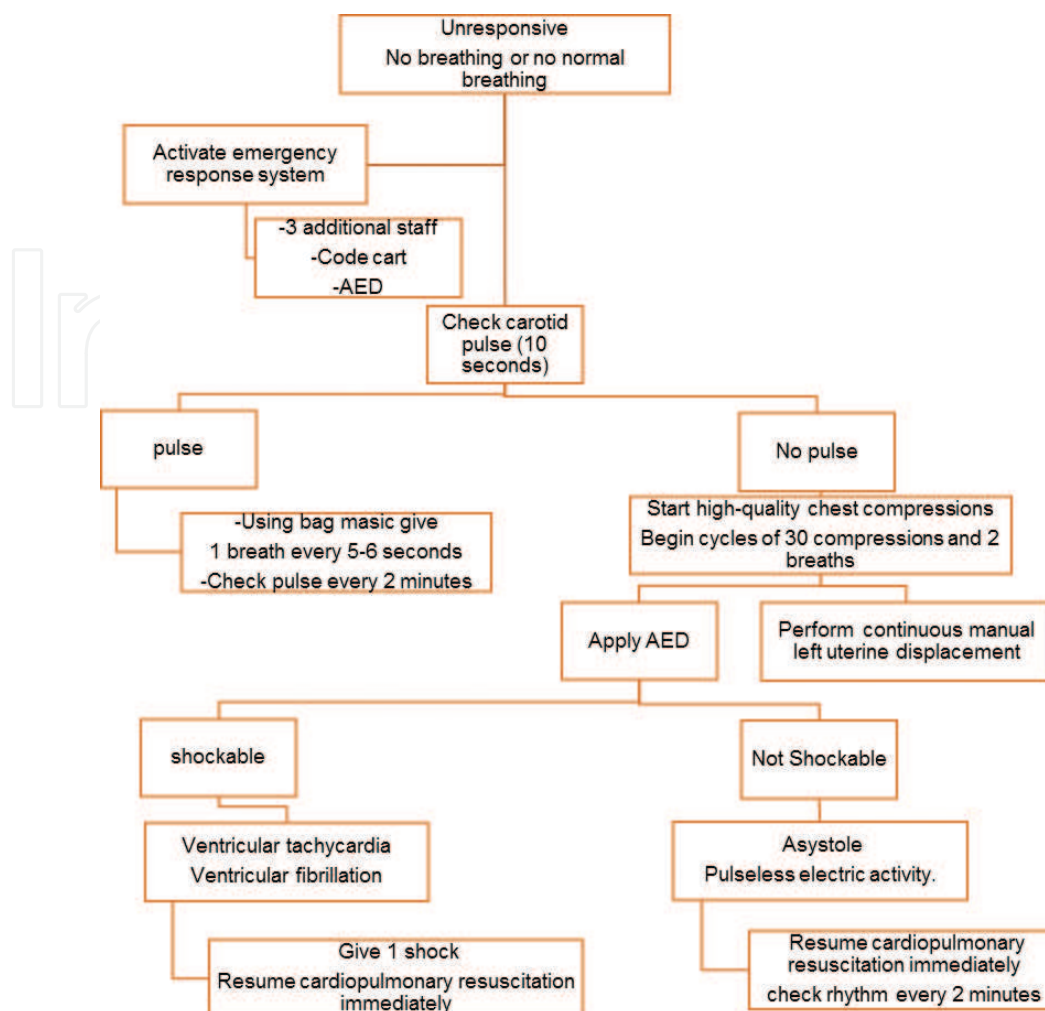 Unresponsive
No breathing or no normal
breathing
Activate emergency
response system
-3 additional staff
-Code cart
-AED
Check carotid
pulse (10
seconds)
pulse
No pulse
-Using bag masic give
1 breath every 5-6 seconds
-Check pulse every 2 minutes
Start high-quality chest compressions
Begin cycles of 30 compressions and 2
breaths
Apply AED
Perform continuous manual
left uterine displacement
shockable
Not Shockable
Ventricular tachycardia
Ventricular fibrillation
Asystole
Pulseless electric activity.
Give 1 shock
Resume cardiopulmonary resuscitation
immediately
Resume cardiopulmonary
resuscitation immediately
check rhythm every 2 minutes